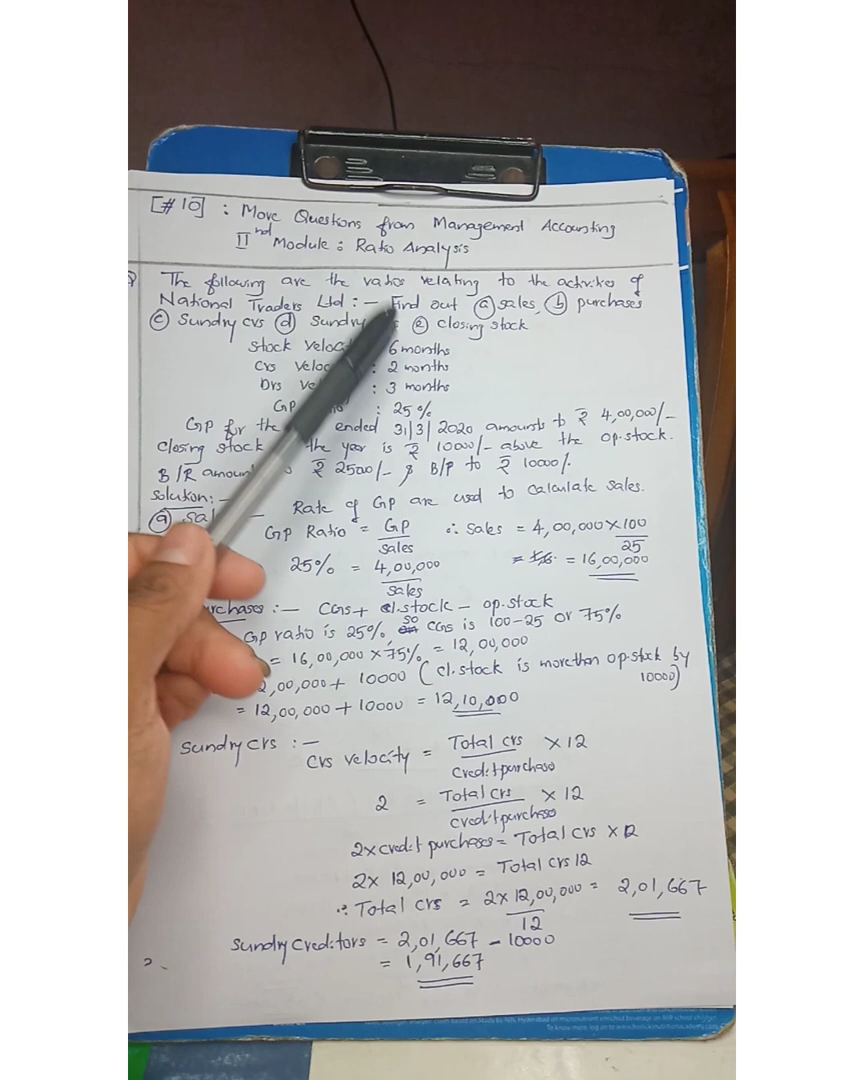 [#10] : More Questions from Management Accounting
IInd Module : Ratio Analysis
The following are the ratios relating to the activities of
National Traders Ltd :- Find out (a) sales, (b) purchases
(c) Sundry crs (d) Sundry (e) closing stock
Stock Veloci 6 months
Crs Veloc : 2 months
Drs Ve : 3 months
GP : 25%
GP for the ended 31/3/2020 amounts to ₹ 4,00,000/-
closing stock the year is ₹ 10000/- above the op.stock.
B/R amoun ₹ 2500/- & B/P to ₹ 10000/.
Solution:-
(a) Sal - Rate of GP are used to calculate sales.
GP Ratio = GP/sales ∴ sales = 4,00,000 × 100/25
25% = 4,00,000/sales = 16,00,000
urchases :- CGS + cl.stock - op.stock
GP ratio is 25%, so CGS is 100-25 or 75%
= 16,00,000 × 75% = 12,00,000
2,00,000 + 10000 (cl.stock is more than op.stock by 10000)
= 12,00,000 + 10000 = 12,10,000
Sundry crs :-
Crs velocity = Total crs/credit purchase × 12
2 = Total crs/credit purchase × 12
2 × credit purchases = Total crs × 12
2 × 12,00,000 = Total crs 12
∴ Total crs = 2 × 12,00,000/12 = 2,01,667
Sundry Creditors = 2,01,667 - 10000
= 1,91,667